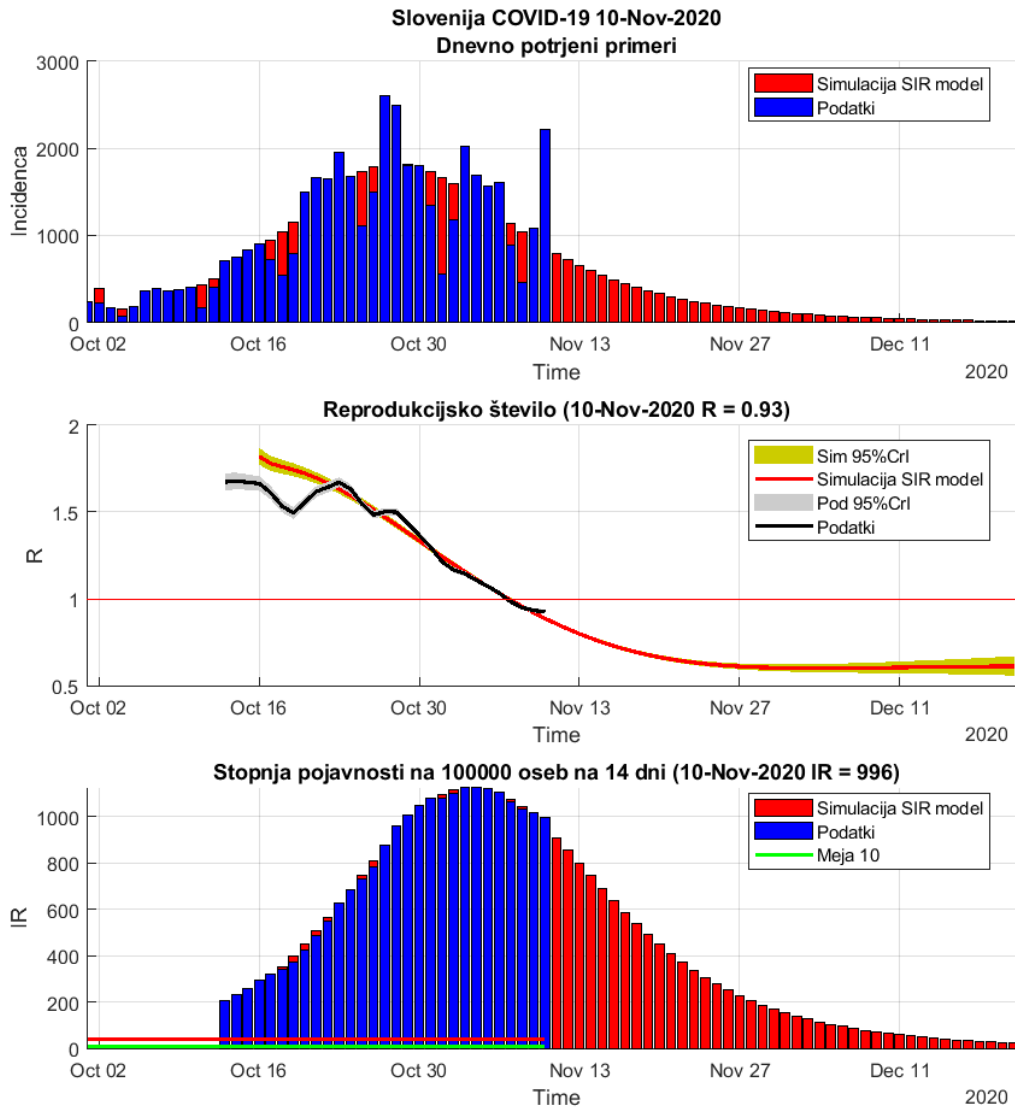 Slovenija COVID-19 10-Nov-2020
Dnevno potrjeni primeri
3000
2000
1000
0
Incidenca
Simulacija SIR model
Podatki
Oct 02 Oct 16 Oct 30 Nov 13 Nov 27 Dec 11
Time
2020
Reprodukcijsko število (10-Nov-2020 R = 0.93)
2
1.5
1
0.5
R
Sim 95%CrI
Simulacija SIR model
Pod 95%CrI
Podatki
Oct 02 Oct 16 Oct 30 Nov 13 Nov 27 Dec 11
Time
2020
Stopnja pojavnosti na 100000 oseb na 14 dni (10-Nov-2020 IR = 996)
1000
800
600
400
200
0
IR
Simulacija SIR model
Podatki
Meja 10
Oct 02 Oct 16 Oct 30 Nov 13 Nov 27 Dec 11
Time
2020